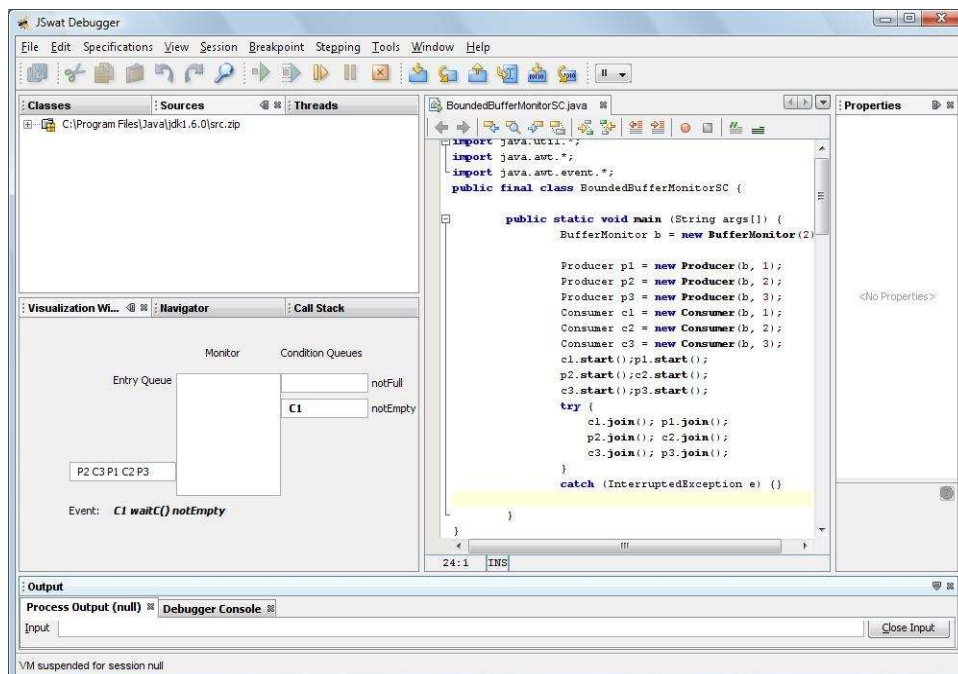 JSwat Debugger
File Edit Specifications View Session Breakpoint Stepping Tools Window Help
Classes Sources Threads
C:\Program Files\Java\jdk1.6.0\src.zip
Visualization Wi... Navigator Call Stack
Monitor Condition Queues
Entry Queue
notFull
C1 notEmpty
P2 C3 P1 C2 P3
Event: C1 waitC() notEmpty
BoundedBufferMonitorSC.java
import java.util.*;
import java.awt.*;
import java.awt.event.*;
public final class BoundedBufferMonitorSC {
public static void main (String args[]) {
BufferMonitor b = new BufferMonitor(2)
Producer p1 = new Producer(b, 1);
Producer p2 = new Producer(b, 2);
Producer p3 = new Producer(b, 3);
Consumer c1 = new Consumer(b, 1);
Consumer c2 = new Consumer(b, 2);
Consumer c3 = new Consumer(b, 3);
c1.start();p1.start();
p2.start();c2.start();
c3.start();p3.start();
try {
c1.join(); p1.join();
p2.join(); c2.join();
c3.join(); p3.join();
}
catch (InterruptedException e) {}
}
}
24:1 INS
Properties
<No Properties>
Output
Process Output (null) Debugger Console
Input Close Input
VM suspended for session null